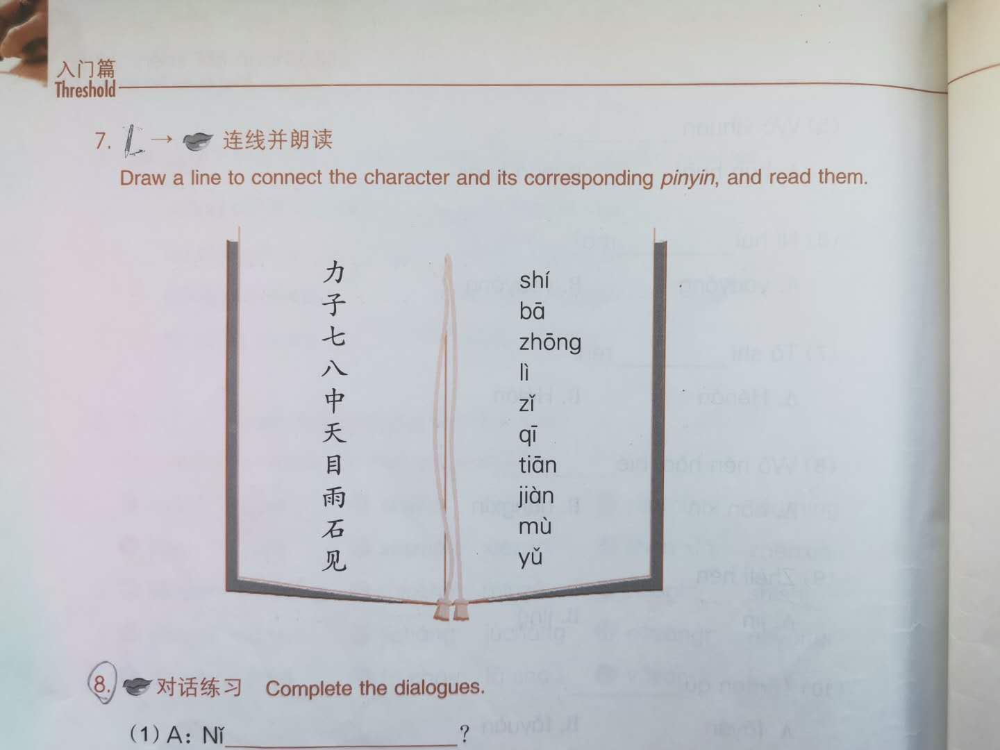 入门篇
Threshold
7. → 连线并朗读
Draw a line to connect the character and its corresponding pinyin, and read them.
力
子
七
八
中
天
目
雨
石
见
shí
bā
zhōng
lì
zǐ
qī
tiān
jiàn
mù
yǔ
8. 对话练习 Complete the dialogues.
(1) A: Nǐ__________________?